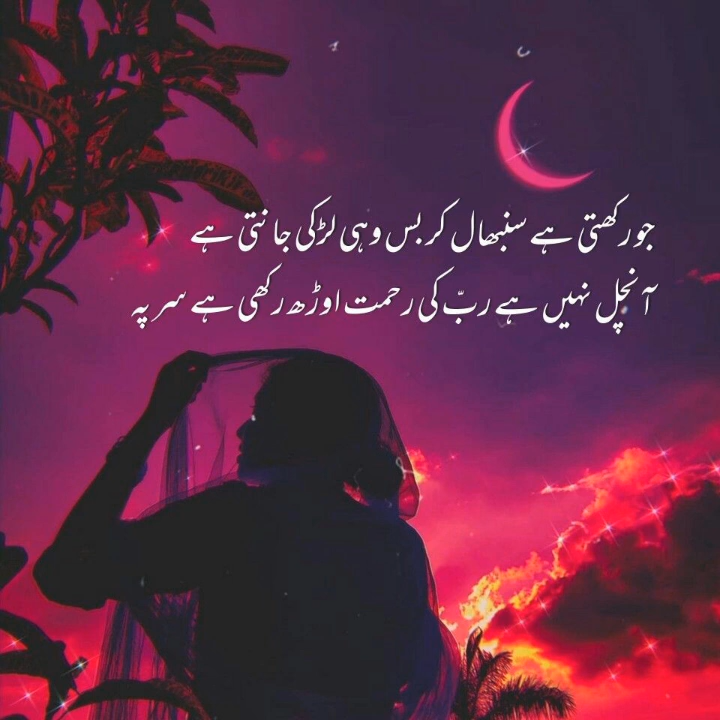 جو رکھتی ہے سنبھال کر بس وہی لڑکی جانتی ہے
آنچل نہیں ہے ربّ کی رحمت اوڑھ رکھی ہے سر پہ